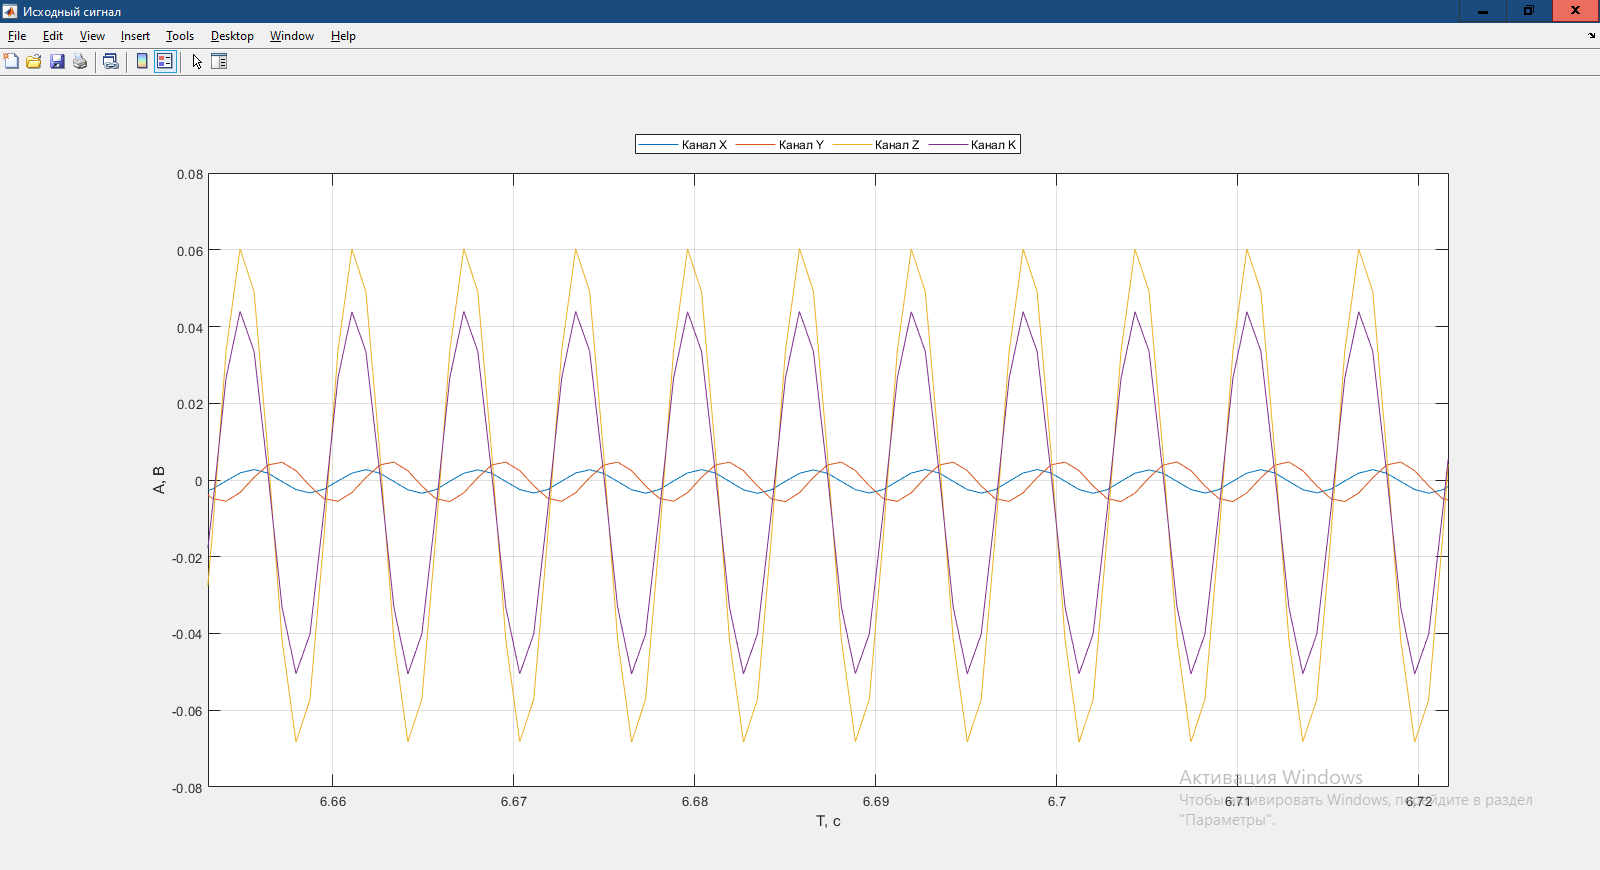 Исходный сигнал
File Edit View Insert Tools Desktop Window Help
Канал X Канал Y Канал Z Канал K
0.08
0.06
0.04
0.02
0
-0.02
-0.04
-0.06
-0.08
А, В
6.66 6.67 6.68 6.69 6.7 6.71 6.72
Т, с
Активация Windows
Чтобы активировать Windows, перейдите в раздел
"Параметры".